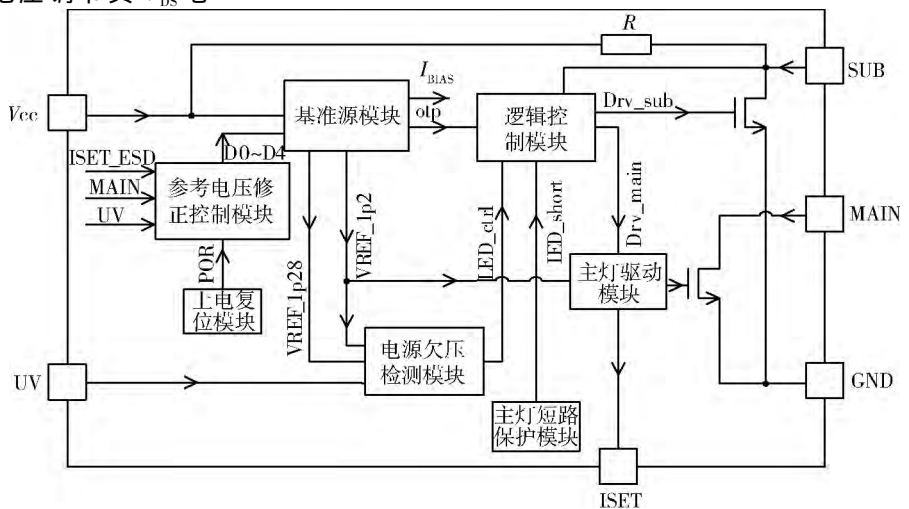 R
SUB
Vcc
I_BIAS
基准源模块
otp
逻辑控
制模块
Drv_sub
ISET_ESD
D0~D4
MAIN
参考电压修
正控制模块
UV
MAIN
POR
VREF_1p28
VREF_1p2
LED_ctrl
IED_short
Drv_main
主灯驱动
模块
上电复
位模块
电源欠压
检测模块
UV
GND
主灯短路
保护模块
ISET